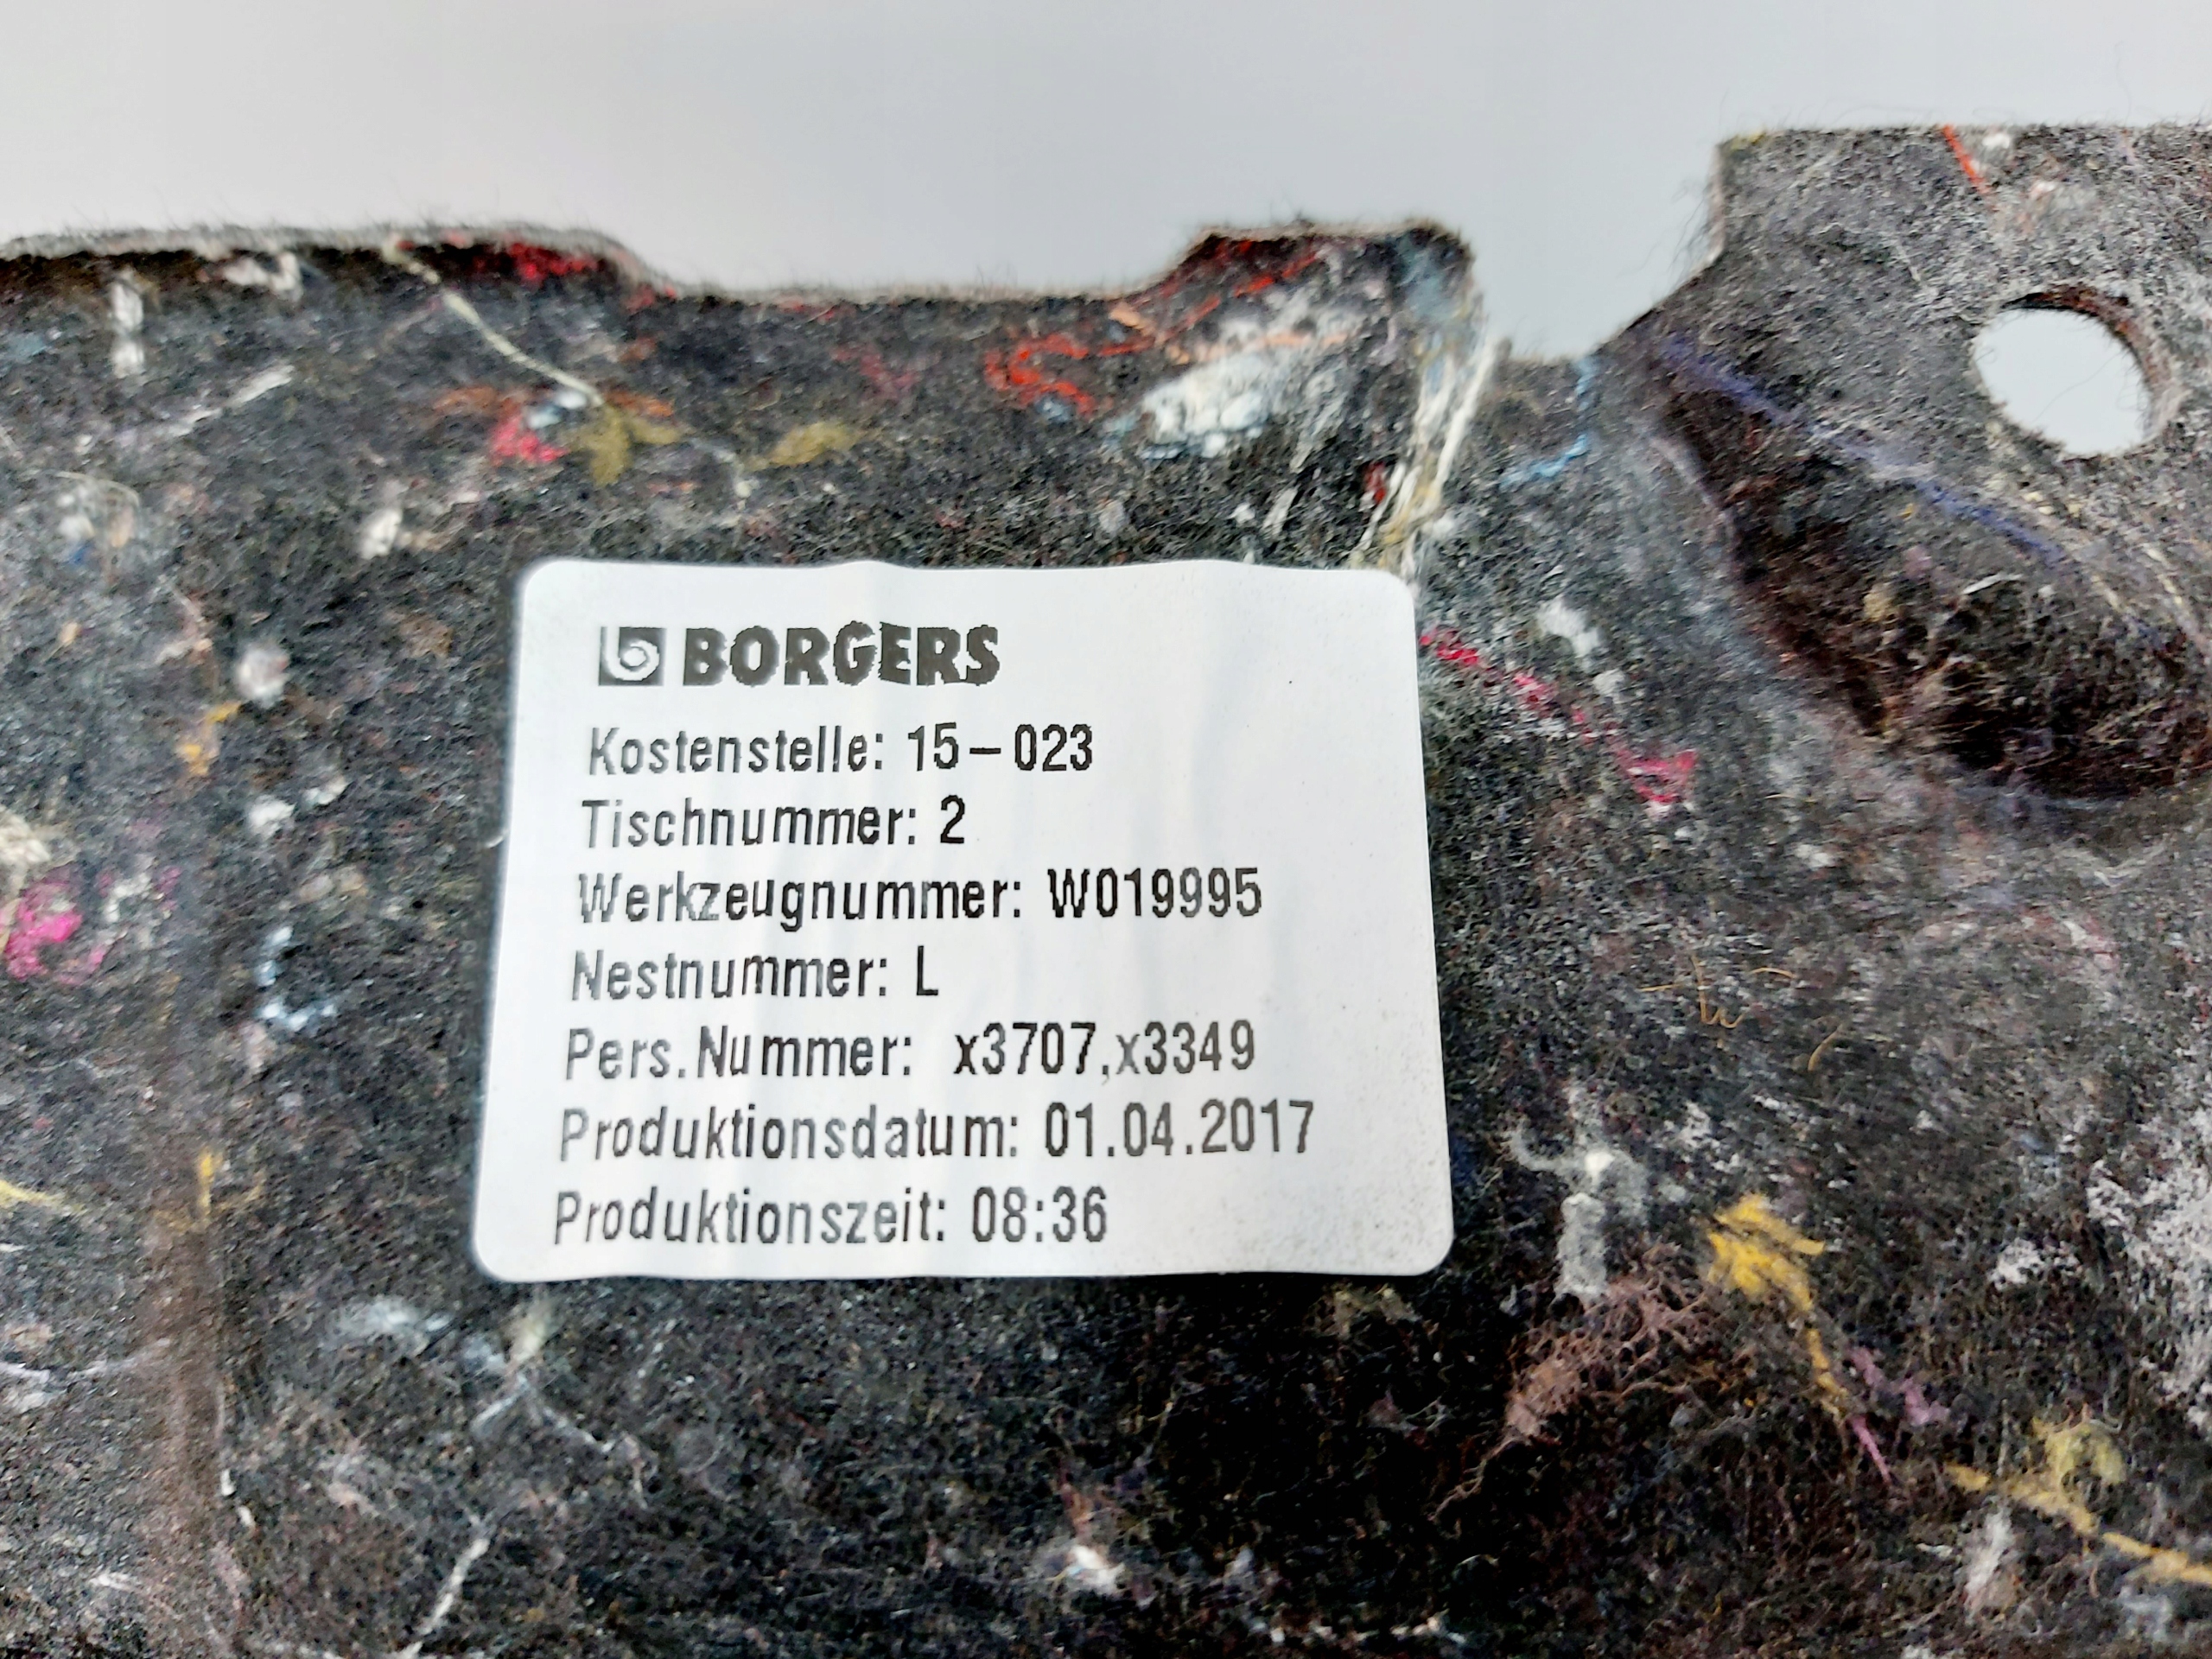 BORGERS
Kostenstelle: 15-023
Tischnummer: 2
Werkzeugnummer: W019995
Nestnummer: L
Pers.Nummer: x3707,x3349
Produktionsdatum: 01.04.2017
Produktionszeit: 08:36